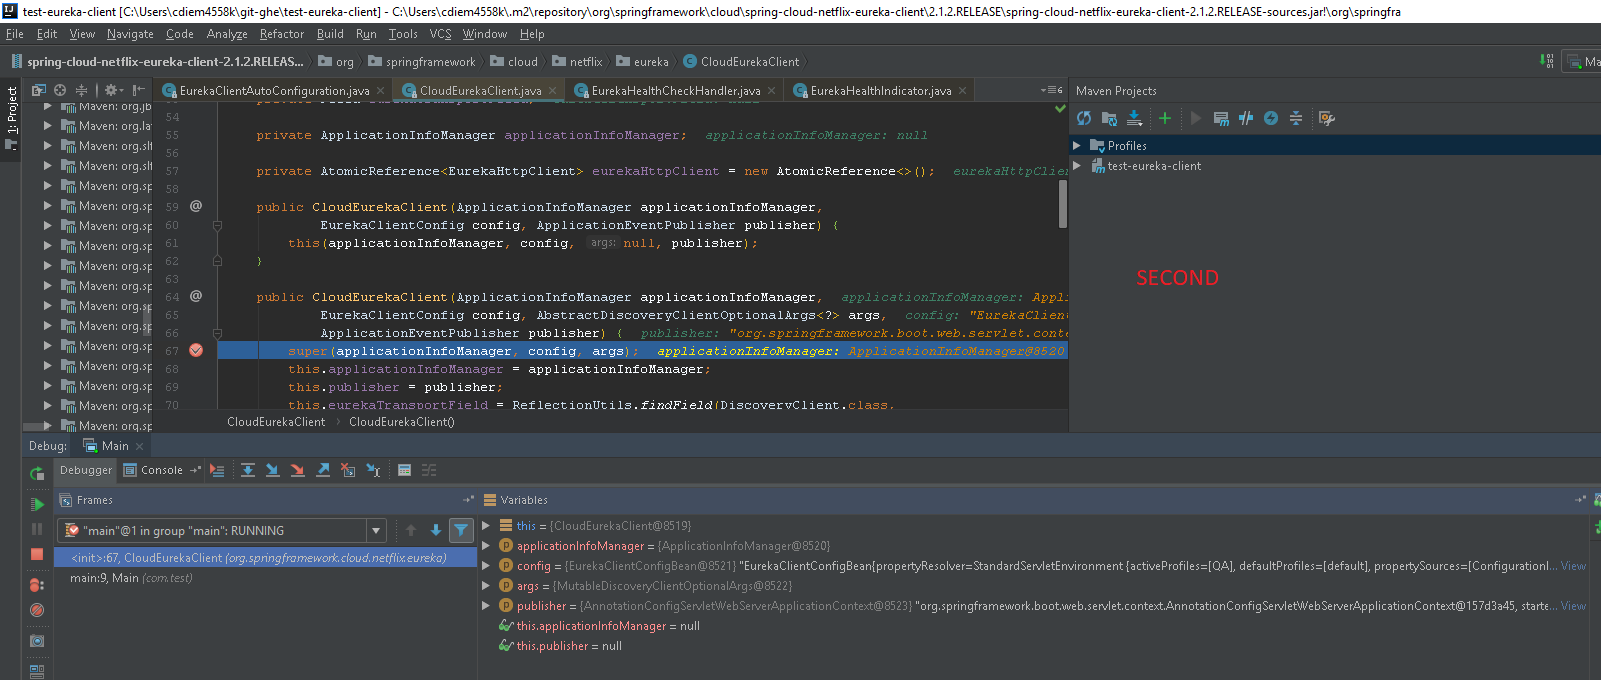 test-eureka-client [C:\Users\cdiem4558k\git-ghe\test-eureka-client] - C:\Users\cdiem4558k\.m2\repository\org\springframework\cloud\spring-cloud-netflix-eureka-client\2.1.2.RELEASE\spring-cloud-netflix-eureka-client-2.1.2.RELEASE-sources.jar!\org\springfra
File Edit View Navigate Code Analyze Refactor Build Run Tools VCS Window Help
spring-cloud-netflix-eureka-client-2.1.2.RELEAS... org springframework cloud netflix eureka CloudEurekaClient Ma
1: Project
EurekaClientAutoConfiguration.java CloudEurekaClient.java EurekaHealthCheckHandler.java EurekaHealthIndicator.java 6
Maven: org.jb
Maven: org.la
Maven: org.slf
Maven: org.slf
Maven: org.sp
Maven: org.sp
Maven: org.sp
Maven: org.sp
Maven: org.sp
Maven: org.sp
Maven: org.sp
Maven: org.sp
Maven: org.sp
Maven: org.sp
Maven: org.sp
Maven: org.sp
Maven: org.sp
54
55 private ApplicationInfoManager applicationInfoManager; applicationInfoManager: null
56
57 private AtomicReference<EurekaHttpClient> eurekaHttpClient = new AtomicReference<>(); eurekaHttpClien
58
59 @ public CloudEurekaClient(ApplicationInfoManager applicationInfoManager,
60 EurekaClientConfig config, ApplicationEventPublisher publisher) {
61 this(applicationInfoManager, config, args: null, publisher);
62 }
63
64 @ public CloudEurekaClient(ApplicationInfoManager applicationInfoManager, applicationInfoManager: Appl
65 EurekaClientConfig config, AbstractDiscoveryClientOptionalArgs<?> args, config: "EurekaClient
66 ApplicationEventPublisher publisher) { publisher: "org.springframework.boot.web.servlet.conte
67 super(applicationInfoManager, config, args); applicationInfoManager: ApplicationInfoManager@8520
68 this.applicationInfoManager = applicationInfoManager;
69 this.publisher = publisher;
70 this.eurekaTransportField = ReflectionUtils.findField(DiscoveryClient.class,
CloudEurekaClient CloudEurekaClient()
Maven Projects
Profiles
test-eureka-client
SECOND
Debug: Main
Debugger Console
Frames
"main"@1 in group "main": RUNNING
<init>:67, CloudEurekaClient (org.springframework.cloud.netflix.eureka)
main:9, Main (com.test)
Variables
this = {CloudEurekaClient@8519}
applicationInfoManager = {ApplicationInfoManager@8520}
config = {EurekaClientConfigBean@8521} "EurekaClientConfigBean{propertyResolver=StandardServletEnvironment {activeProfiles=[QA], defaultProfiles=[default], propertySources=[ConfigurationI... View
args = {MutableDiscoveryClientOptionalArgs@8522}
publisher = {AnnotationConfigServletWebServerApplicationContext@8523} "org.springframework.boot.web.servlet.context.AnnotationConfigServletWebServerApplicationContext@157d3a45, starte... View
this.applicationInfoManager = null
this.publisher = null